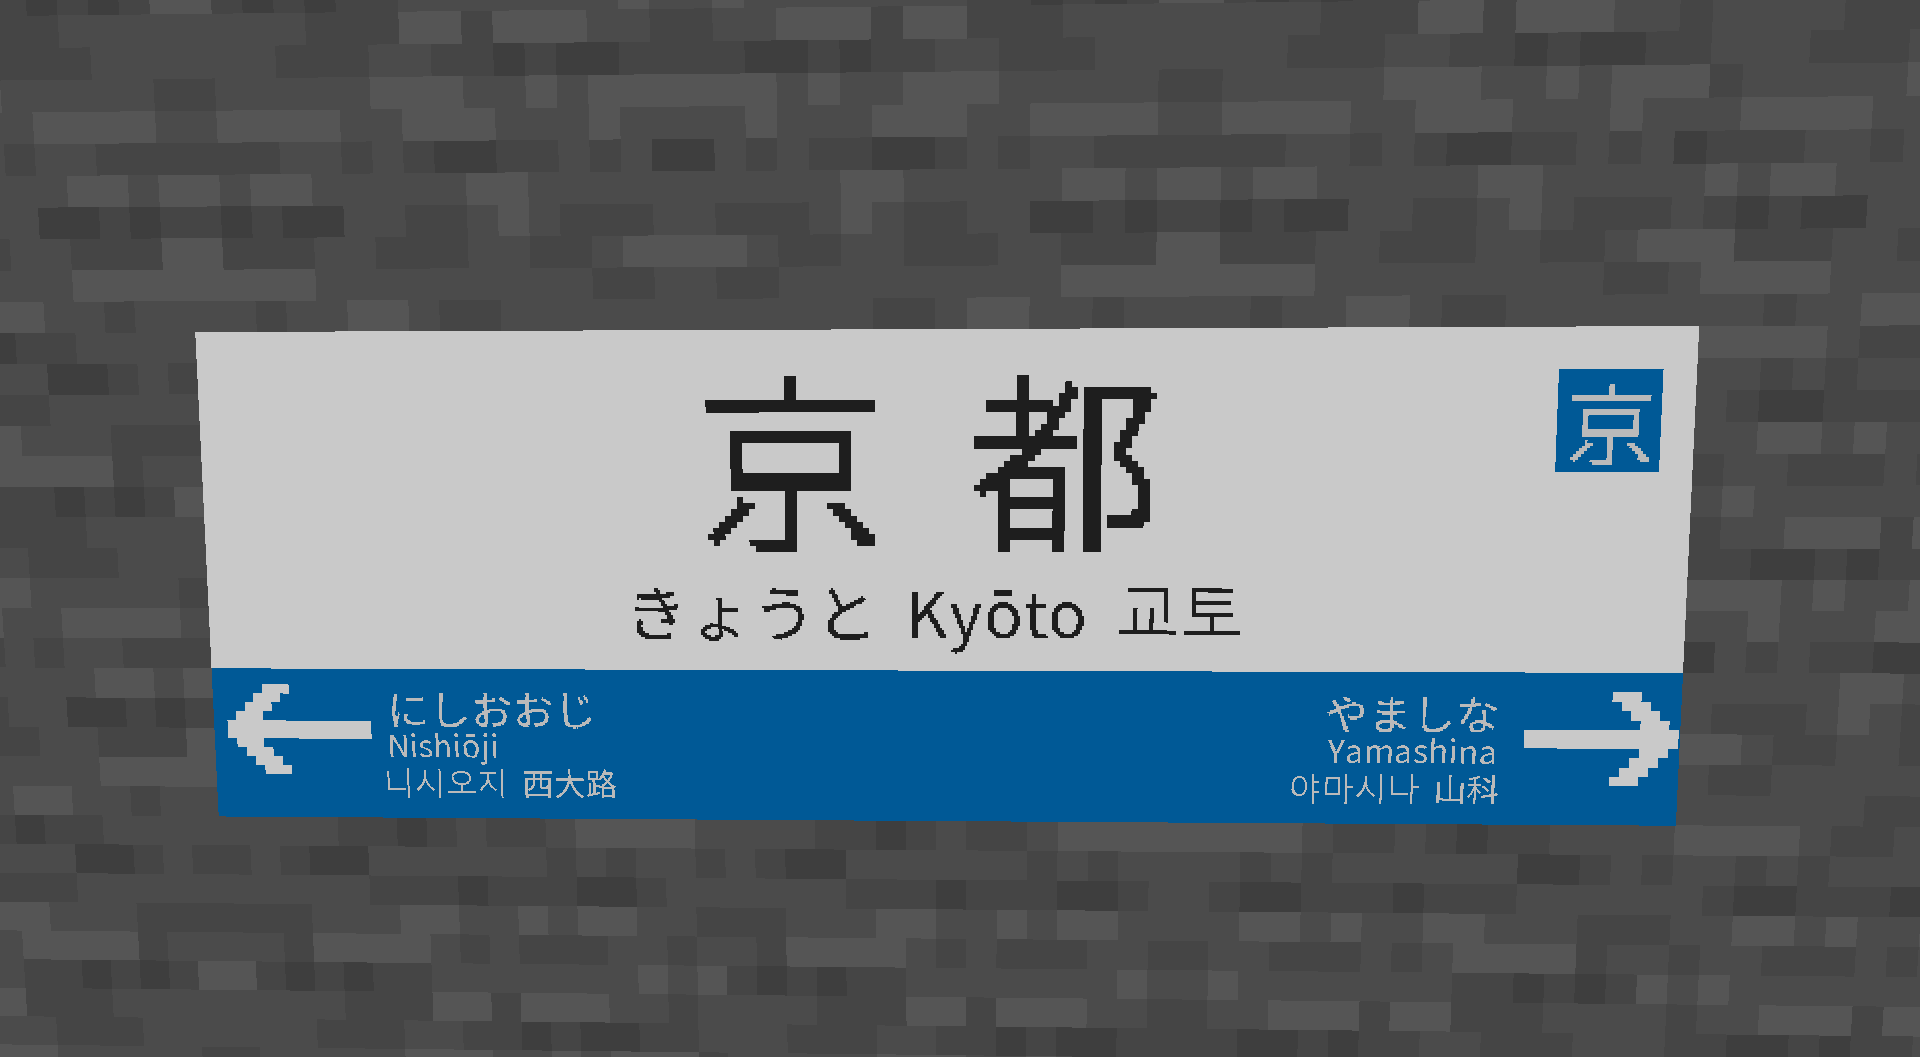 京都
京
きょうと Kyōto 교토
にしおおじ
Nishiōji
니시오지 西大路
やましな
Yamashina
야마시나 山科